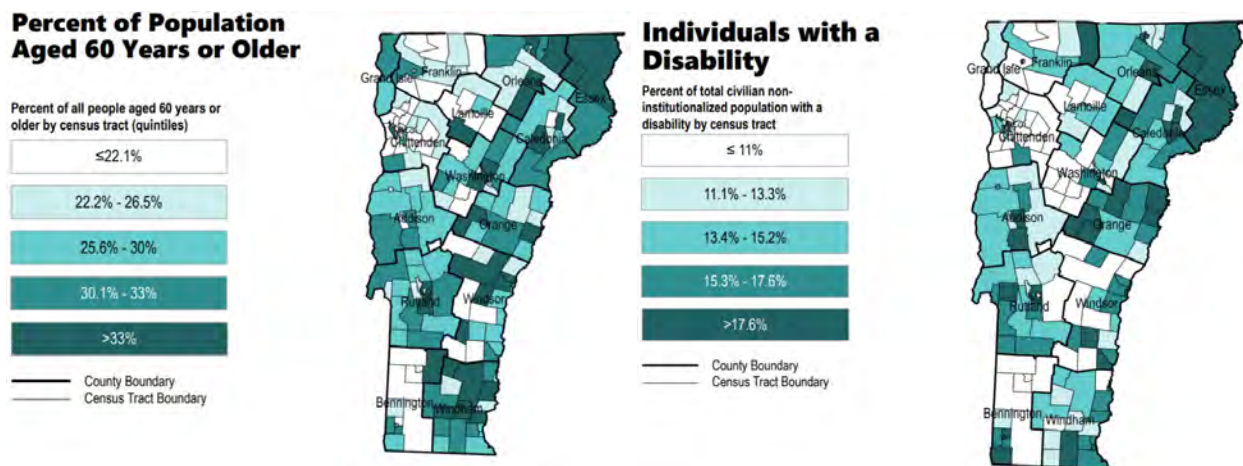 Percent of Population
Aged 60 Years or Older
Percent of all people aged 60 years or
older by census tract (quintiles)
≤22.1%
22.2% - 26.5%
25.6% - 30%
30.1% - 33%
>33%
County Boundary
Census Tract Boundary
Grand Isle
Franklin
Orleans
Essex
Lamoille
Chittenden
Caledonia
Washington
Addison
Orange
Rutland
Windsor
Bennington
Windham
Individuals with a
Disability
Percent of total civilian non-
institutionalized population with a
disability by census tract
≤ 11%
11.1% - 13.3%
13.4% - 15.2%
15.3% - 17.6%
>17.6%
County Boundary
Census Tract Boundary
Grand Isle
Franklin
Orleans
Essex
Lamoille
Chittenden
Caledonia
Washington
Addison
Orange
Rutland
Windsor
Bennington
Windham